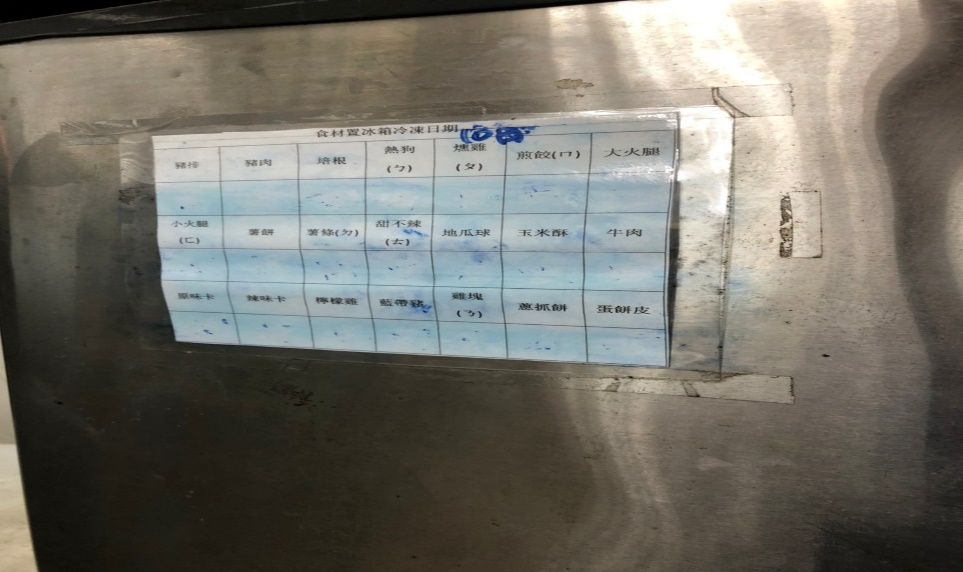 食材置冰箱冷凍日期
豬排 豬肉 培根 熱狗(ㄅ) 燻雞(ㄆ) 煎餃(ㄇ) 大火腿
小火腿(ㄈ) 薯餅 薯條(ㄉ) 甜不辣(ㄊ) 地瓜球 玉米酥 牛肉
原味卡 辣味卡 檸檬雞 藍帶豬 雞塊(ㄋ) 蔥抓餅 蛋餅皮